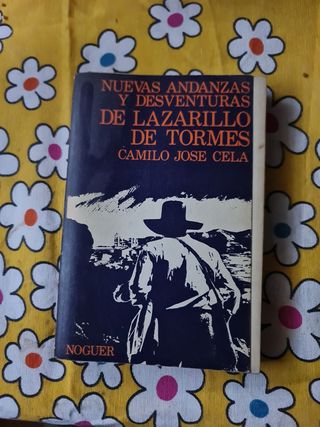 NUEVAS ANDANZAS
Y DESVENTURAS
DE LAZARILLO
DE TORMES
CAMILO JOSE CELA
NOGUER